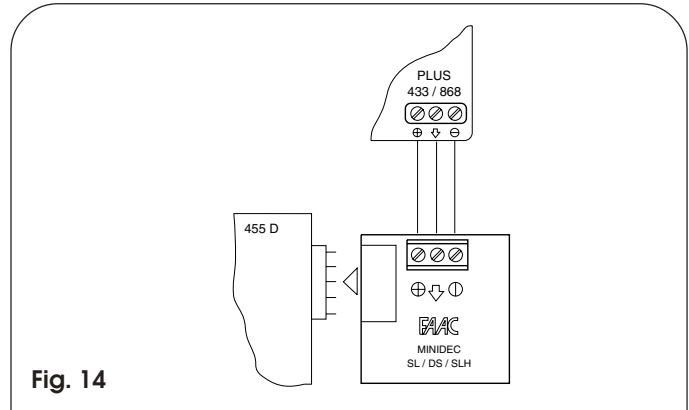 PLUS
433 / 868
455 D
FAAC
MINIDEC
SL / DS / SLH
Fig. 14